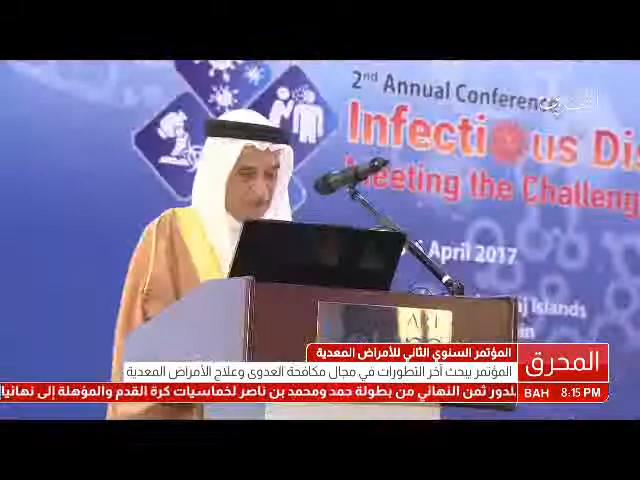 2nd Annual Conference
Infectious Dis
Meeting the Challeng
April 2017
Islands
ART
المؤتمر السنوي الثاني للأمراض المعدية
المؤتمر يبحث آخر التطورات في مجال مكافحة العدوى وعلاج الأمراض المعدية
المحرق
BAH 8:15 PM
لدور ثمن النهائي من بطولة حمد ومحمد بن ناصر لخماسيات كرة القدم والمؤهلة إلى نهائيا